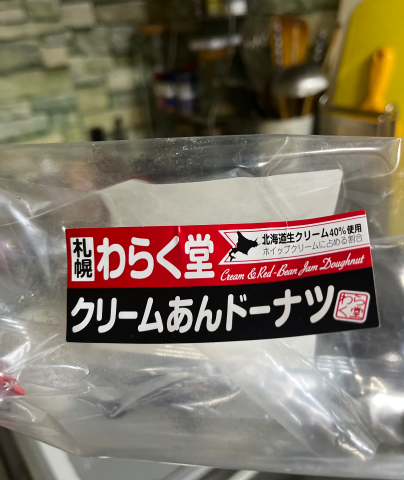 札幌
わらく堂
北海道生クリーム40%使用
ホイップクリームに占める割合
Cream & Red-Bean Jam Doughnut
クリームあんドーナツ
わらく堂